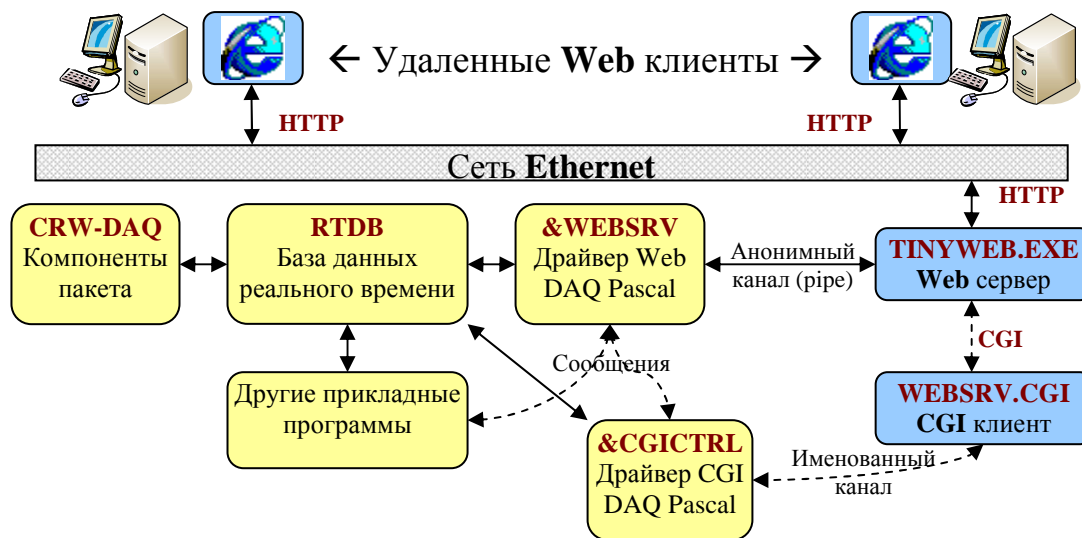 ← Удаленные Web клиенты →
HTTP
HTTP
Сеть Ethernet
HTTP
CRW-DAQ
Компоненты
пакета
RTDB
База данных
реального времени
&WEBSRV
Драйвер Web
DAQ Pascal
Анонимный
канал (pipe)
TINYWEB.EXE
Web сервер
CGI
Сообщения
Другие прикладные
программы
&CGICTRL
Драйвер CGI
DAQ Pascal
Именованный
канал
WEBSRV.CGI
CGI клиент